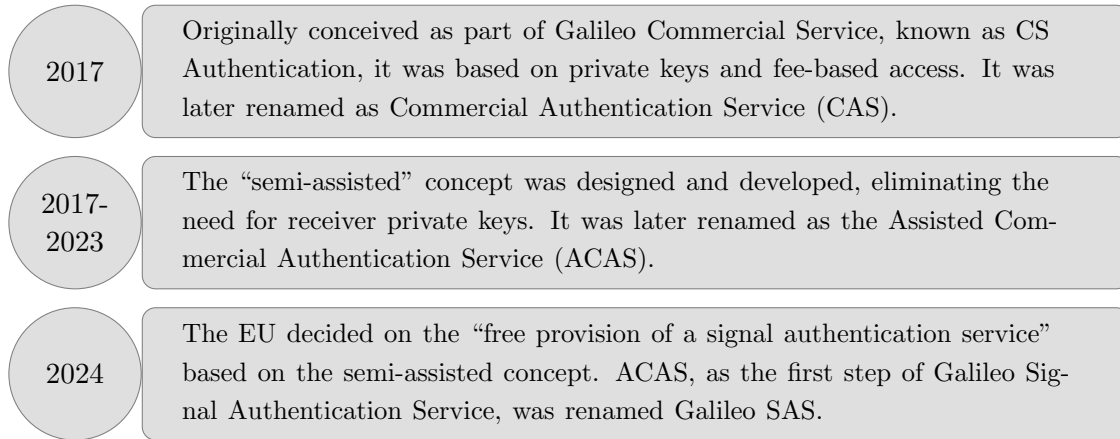 2017
Originally conceived as part of Galileo Commercial Service, known as CS
Authentication, it was based on private keys and fee-based access. It was
later renamed as Commercial Authentication Service (CAS).
2017-
2023
The “semi-assisted” concept was designed and developed, eliminating the
need for receiver private keys. It was later renamed as the Assisted Com-
mercial Authentication Service (ACAS).
2024
The EU decided on the “free provision of a signal authentication service”
based on the semi-assisted concept. ACAS, as the first step of Galileo Sig-
nal Authentication Service, was renamed Galileo SAS.